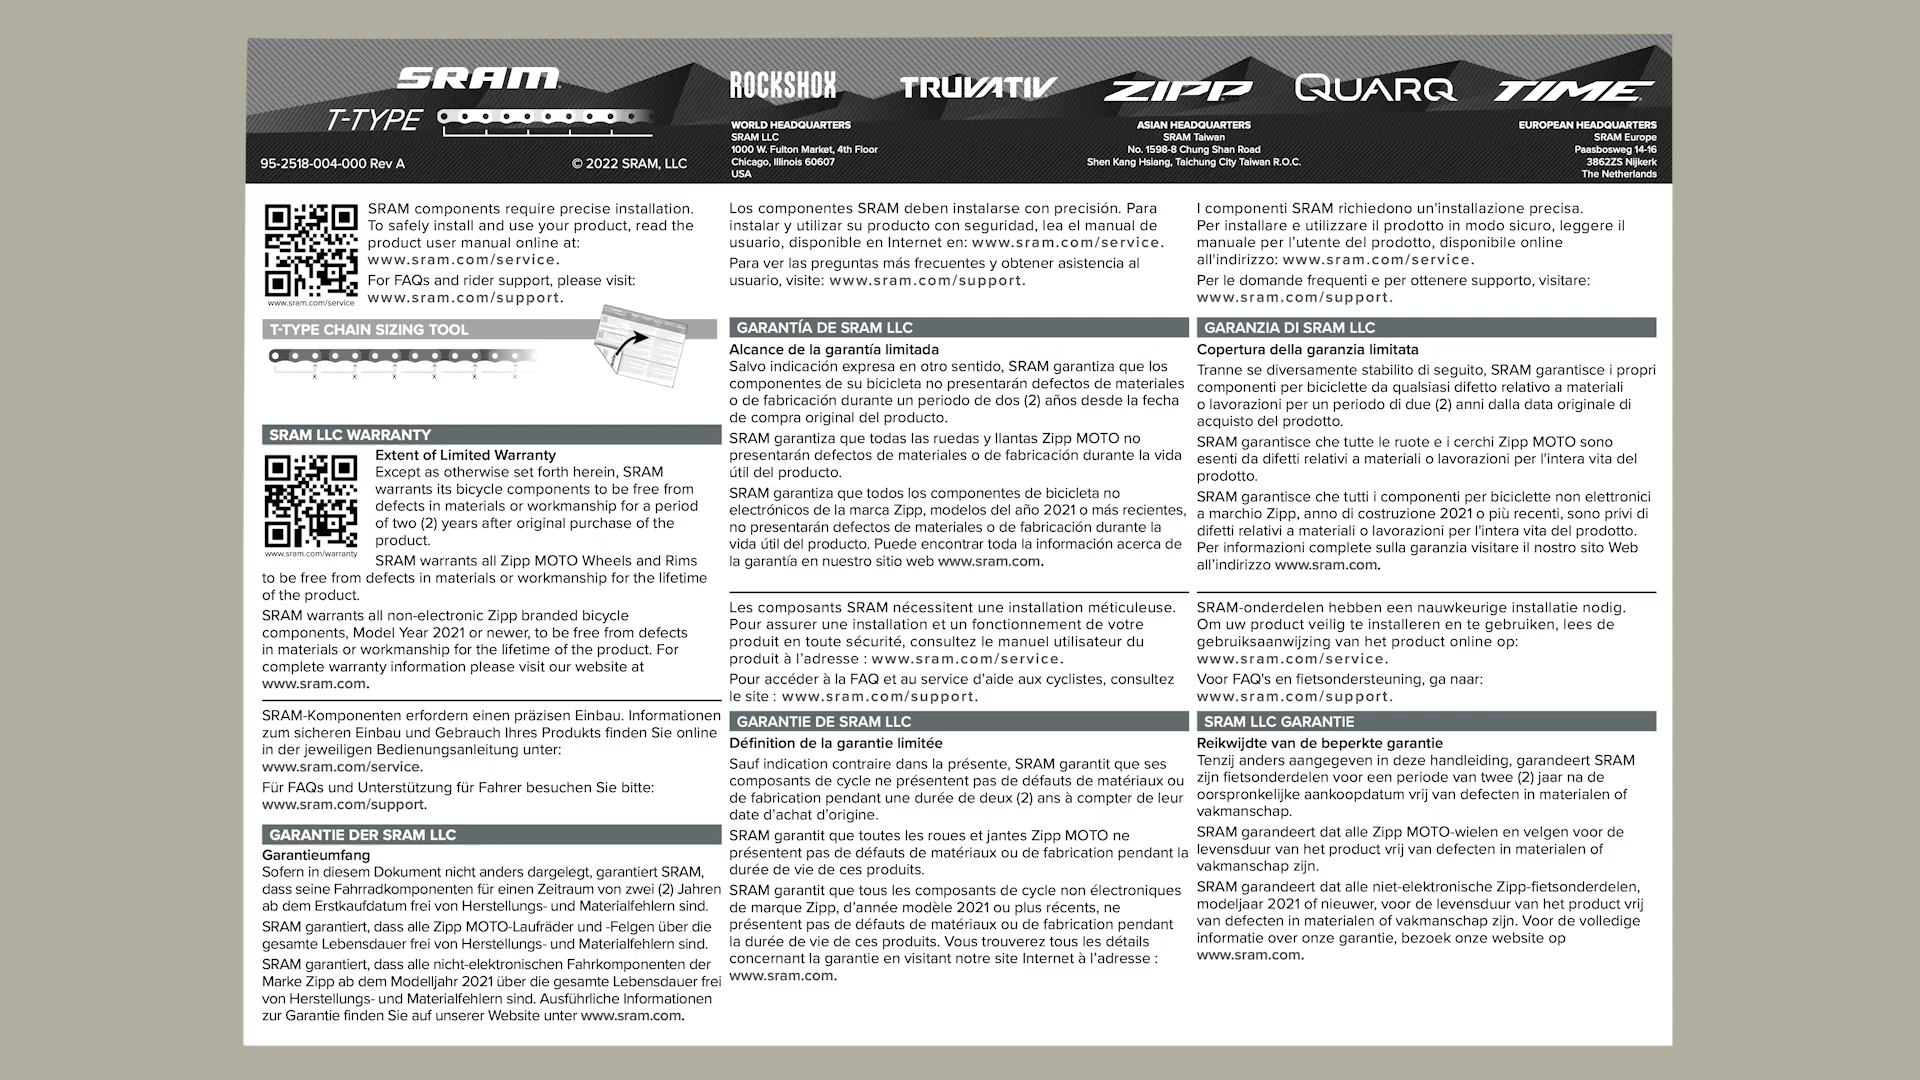 SRAM
T-TYPE
95-2518-004-000 Rev A
© 2022 SRAM, LLC
ROCKSHOX
TRUVATIV
ZIPP
QUARQ
TIME
WORLD HEADQUARTERS
SRAM LLC
1000 W. Fulton Market, 4th Floor
Chicago, Illinois 60607
USA
ASIAN HEADQUARTERS
SRAM Taiwan
No. 1598-8 Chung Shan Road
Shen Kang Hsiang, Taichung City Taiwan R.O.C.
EUROPEAN HEADQUARTERS
SRAM Europe
Paasbosweg 14-16
3862ZS Nijkerk
The Netherlands
SRAM components require precise installation.
To safely install and use your product, read the
product user manual online at:
www.sram.com/service.
For FAQs and rider support, please visit:
www.sram.com/support.
www.sram.com/service
T-TYPE CHAIN SIZING TOOL
x x x x x x
SRAM LLC WARRANTY
Extent of Limited Warranty
Except as otherwise set forth herein, SRAM
warrants its bicycle components to be free from
defects in materials or workmanship for a period
of two (2) years after original purchase of the
product.
www.sram.com/warranty
SRAM warrants all Zipp MOTO Wheels and Rims
to be free from defects in materials or workmanship for the lifetime
of the product.
SRAM warrants all non-electronic Zipp branded bicycle
components, Model Year 2021 or newer, to be free from defects
in materials or workmanship for the lifetime of the product. For
complete warranty information please visit our website at
www.sram.com.
SRAM-Komponenten erfordern einen präzisen Einbau. Informationen
zum sicheren Einbau und Gebrauch Ihres Produkts finden Sie online
in der jeweiligen Bedienungsanleitung unter:
www.sram.com/service.
Für FAQs und Unterstützung für Fahrer besuchen Sie bitte:
www.sram.com/support.
GARANTIE DER SRAM LLC
Garantieumfang
Sofern in diesem Dokument nicht anders dargelegt, garantiert SRAM,
dass seine Fahrradkomponenten für einen Zeitraum von zwei (2) Jahren
ab dem Erstkaufdatum frei von Herstellungs- und Materialfehlern sind.
SRAM garantiert, dass alle Zipp MOTO-Laufräder und -Felgen über die
gesamte Lebensdauer frei von Herstellungs- und Materialfehlern sind.
SRAM garantiert, dass alle nicht-elektronischen Fahrkomponenten der
Marke Zipp ab dem Modelljahr 2021 über die gesamte Lebensdauer frei
von Herstellungs- und Materialfehlern sind. Ausführliche Informationen
zur Garantie finden Sie auf unserer Website unter www.sram.com.
Los componentes SRAM deben instalarse con precisión. Para
instalar y utilizar su producto con seguridad, lea el manual de
usuario, disponible en Internet en: www.sram.com/service.
Para ver las preguntas más frecuentes y obtener asistencia al
usuario, visite: www.sram.com/support.
GARANTÍA DE SRAM LLC
Alcance de la garantía limitada
Salvo indicación expresa en otro sentido, SRAM garantiza que los
componentes de su bicicleta no presentarán defectos de materiales
o de fabricación durante un periodo de dos (2) años desde la fecha
de compra original del producto.
SRAM garantiza que todas las ruedas y llantas Zipp MOTO no
presentarán defectos de materiales o de fabricación durante la vida
útil del producto.
SRAM garantiza que todos los componentes de bicicleta no
electrónicos de la marca Zipp, modelos del año 2021 o más recientes,
no presentarán defectos de materiales o de fabricación durante la
vida útil del producto. Puede encontrar toda la información acerca de
la garantía en nuestro sitio web www.sram.com.
Les composants SRAM nécessitent une installation méticuleuse.
Pour assurer une installation et un fonctionnement de votre
produit en toute sécurité, consultez le manuel utilisateur du
produit à l'adresse : www.sram.com/service.
Pour accéder à la FAQ et au service d'aide aux cyclistes, consultez
le site : www.sram.com/support.
GARANTIE DE SRAM LLC
Définition de la garantie limitée
Sauf indication contraire dans la présente, SRAM garantit que ses
composants de cycle ne présentent pas de défauts de matériaux ou
de fabrication pendant une durée de deux (2) ans à compter de leur
date d'achat d'origine.
SRAM garantit que toutes les roues et jantes Zipp MOTO ne
présentent pas de défauts de matériaux ou de fabrication pendant la
durée de vie de ces produits.
SRAM garantit que tous les composants de cycle non électroniques
de marque Zipp, d'année modèle 2021 ou plus récents, ne
présentent pas de défauts de matériaux ou de fabrication pendant
la durée de vie de ces produits. Vous trouverez tous les détails
concernant la garantie en visitant notre site Internet à l'adresse :
www.sram.com.
I componenti SRAM richiedono un'installazione precisa.
Per installare e utilizzare il prodotto in modo sicuro, leggere il
manuale per l'utente del prodotto, disponibile online
all'indirizzo: www.sram.com/service.
Per le domande frequenti e per ottenere supporto, visitare:
www.sram.com/support.
GARANZIA DI SRAM LLC
Copertura della garanzia limitata
Tranne se diversamente stabilito di seguito, SRAM garantisce i propri
componenti per biciclette da qualsiasi difetto relativo a materiali
o lavorazioni per un periodo di due (2) anni dalla data originale di
acquisto del prodotto.
SRAM garantisce che tutte le ruote e i cerchi Zipp MOTO sono
esenti da difetti relativi a materiali o lavorazioni per l'intera vita del
prodotto.
SRAM garantisce che tutti i componenti per biciclette non elettronici
a marchio Zipp, anno di costruzione 2021 o più recenti, sono privi di
difetti relativi a materiali o lavorazioni per l'intera vita del prodotto.
Per informazioni complete sulla garanzia visitare il nostro sito Web
all'indirizzo www.sram.com.
SRAM-onderdelen hebben een nauwkeurige installatie nodig.
Om uw product veilig te installeren en te gebruiken, lees de
gebruiksaanwijzing van het product online op:
www.sram.com/service.
Voor FAQ's en fietsondersteuning, ga naar:
www.sram.com/support.
SRAM LLC GARANTIE
Reikwijdte van de beperkte garantie
Tenzij anders aangegeven in deze handleiding, garandeert SRAM
zijn fietsonderdelen voor een periode van twee (2) jaar na de
oorspronkelijke aankoopdatum vrij van defecten in materialen of
vakmanschap.
SRAM garandeert dat alle Zipp MOTO-wielen en velgen voor de
levensduur van het product vrij van defecten in materialen of
vakmanschap zijn.
SRAM garandeert dat alle niet-elektronische Zipp-fietsonderdelen,
modeljaar 2021 of nieuwer, voor de levensduur van het product vrij
van defecten in materialen of vakmanschap zijn. Voor de volledige
informatie over onze garantie, bezoek onze website op
www.sram.com.